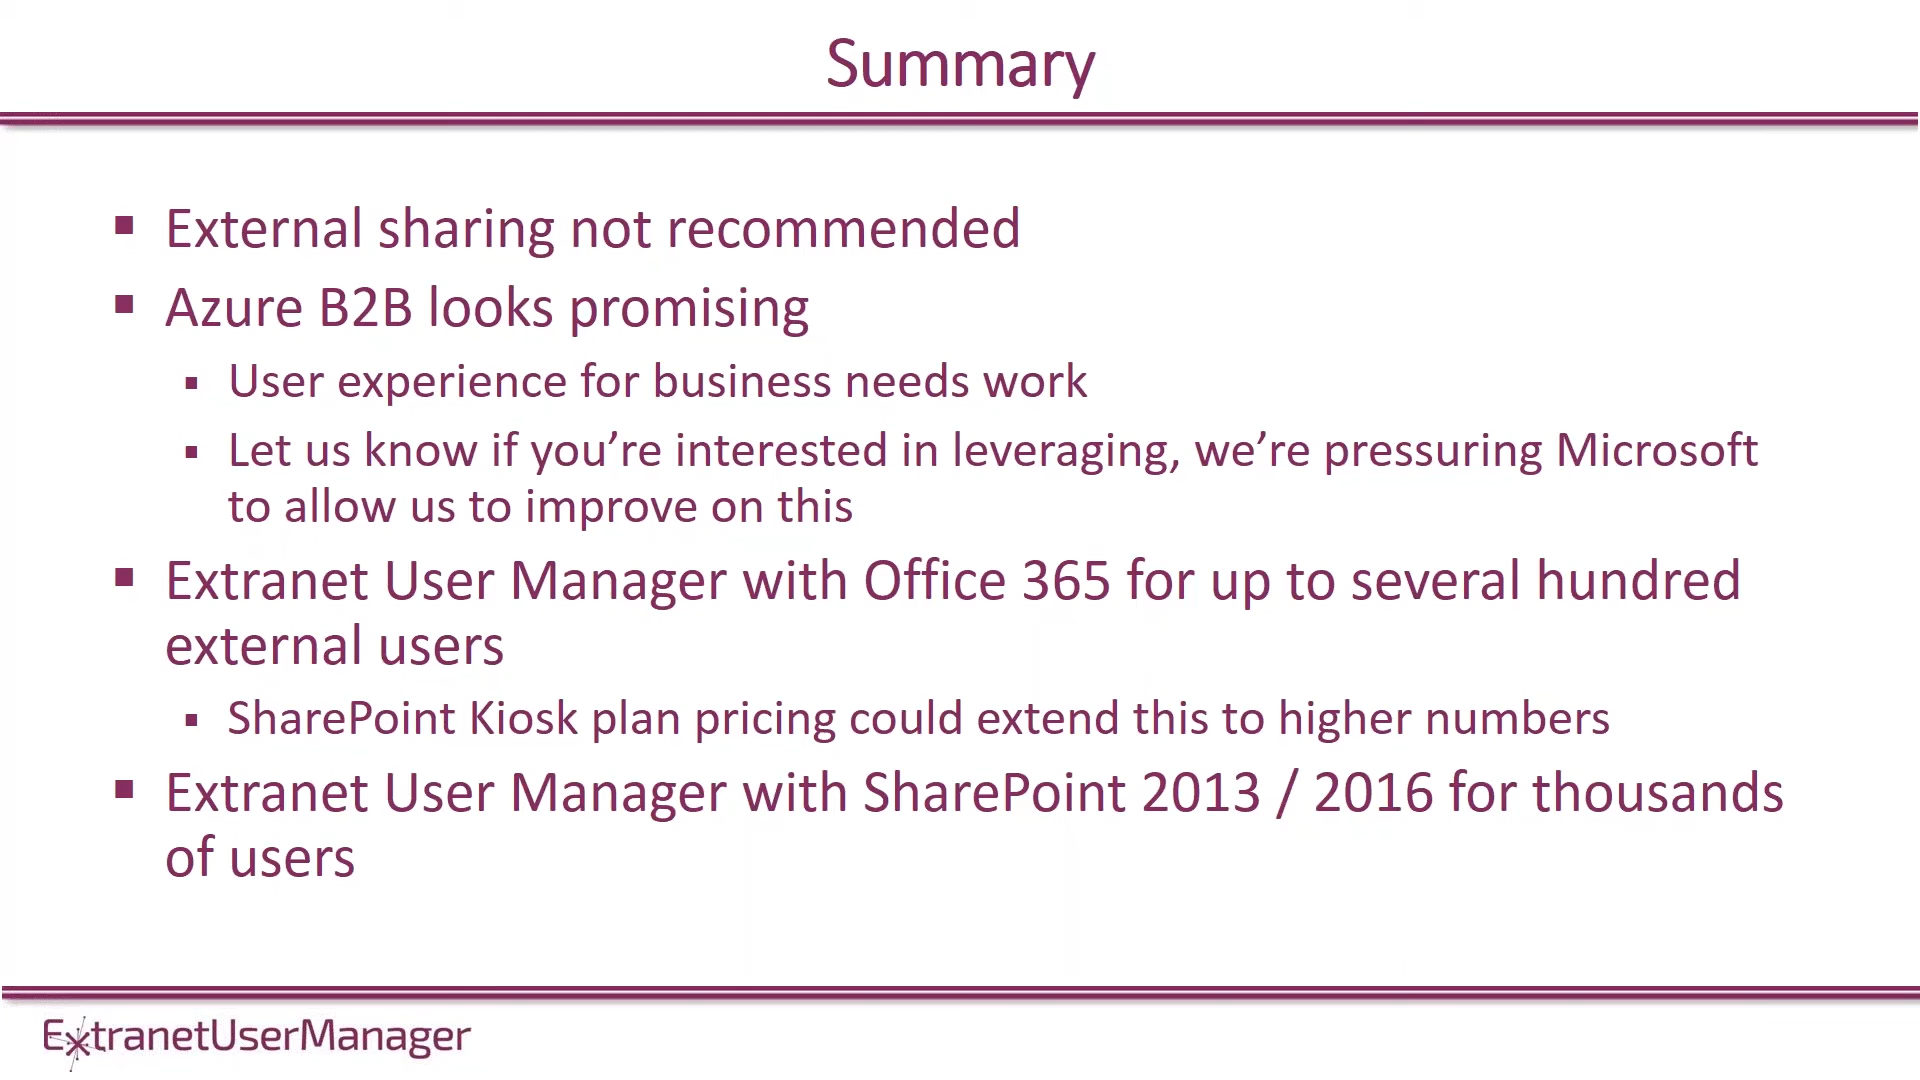 Summary
External sharing not recommended
Azure B2B looks promising
User experience for business needs work
Let us know if you’re interested in leveraging, we’re pressuring Microsoft
to allow us to improve on this
Extranet User Manager with Office 365 for up to several hundred
external users
SharePoint Kiosk plan pricing could extend this to higher numbers
Extranet User Manager with SharePoint 2013 / 2016 for thousands
of users
ExtranetUserManager